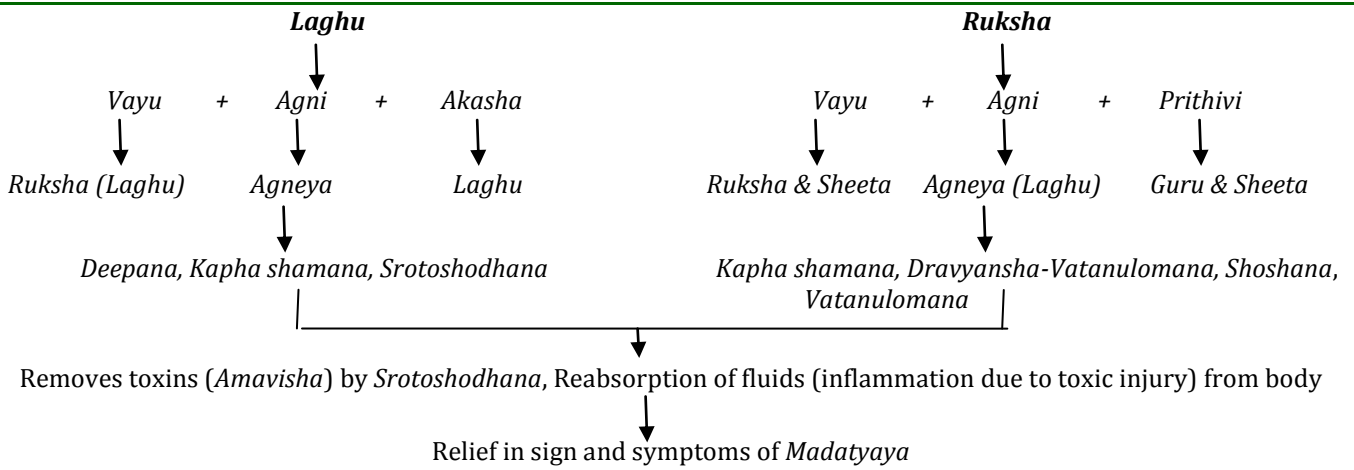 Laghu Ruksha
Vayu + Agni + Akasha Vayu + Agni + Prithivi
Ruksha (Laghu) Agneya Laghu Ruksha & Sheeta Agneya (Laghu) Guru & Sheeta
Deepana, Kapha shamana, Srotoshodhana Kapha shamana, Dravyansha-Vatanulomana, Shoshana,
Vatanulomana
Removes toxins (Amavisha) by Srotoshodhana, Reabsorption of fluids (inflammation due to toxic injury) from body
Relief in sign and symptoms of Madatyaya